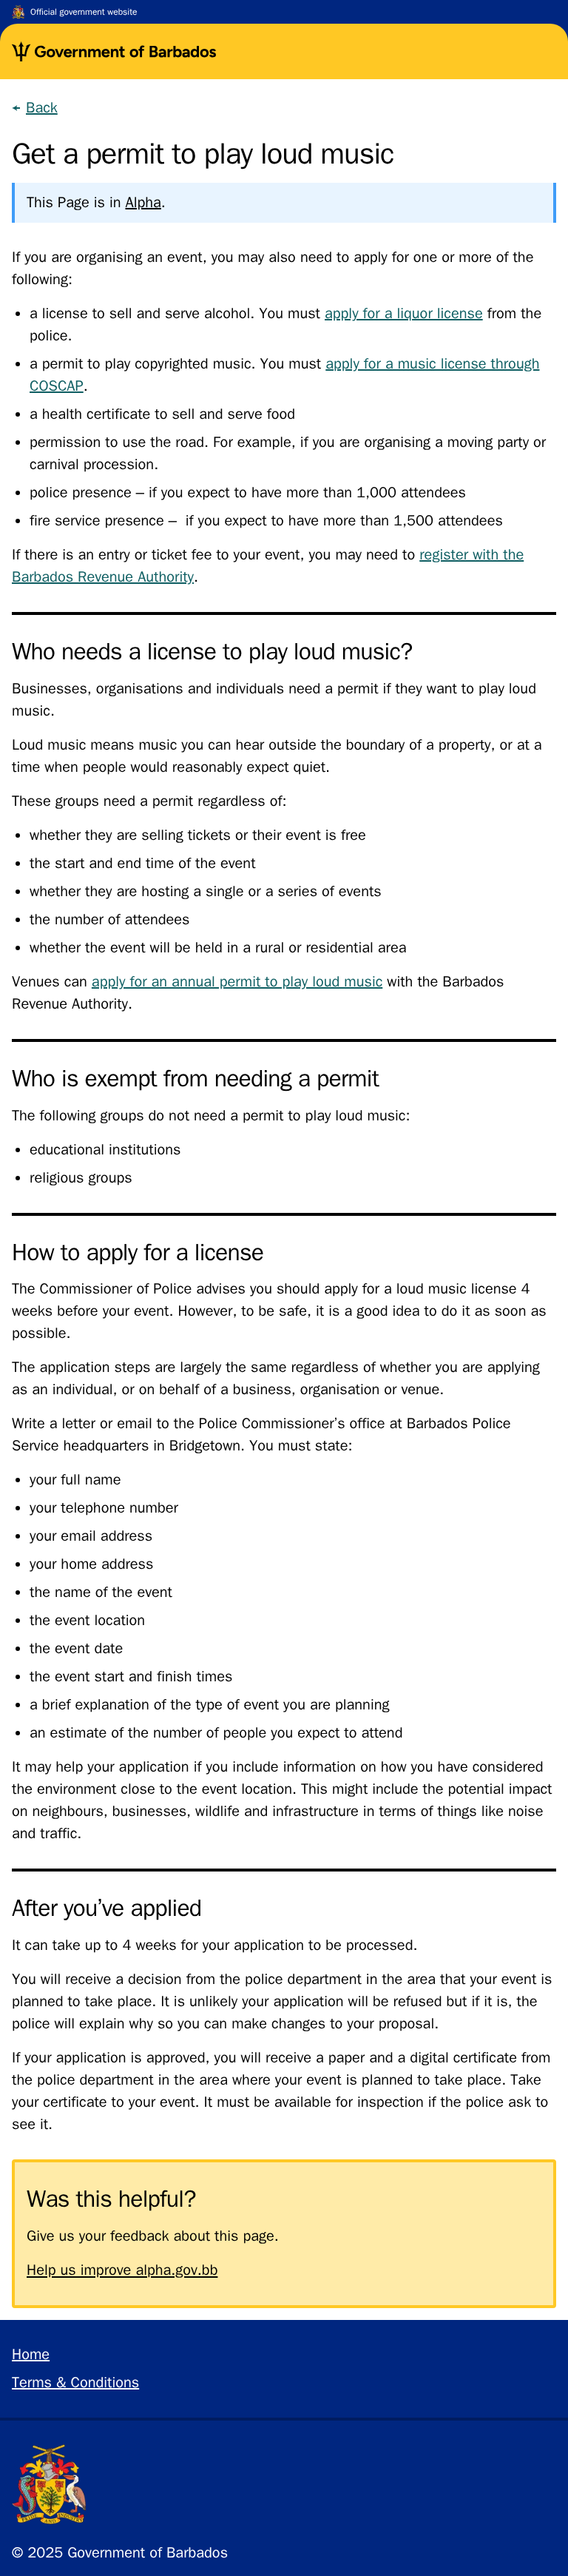 Official government website
Government of Barbados
← Back
Get a permit to play loud music
This Page is in Alpha.
If you are organising an event, you may also need to apply for one or more of the
following:
• a license to sell and serve alcohol. You must apply for a liquor license from the
police.
• a permit to play copyrighted music. You must apply for a music license through
COSCAP.
• a health certificate to sell and serve food
• permission to use the road. For example, if you are organising a moving party or
carnival procession.
• police presence – if you expect to have more than 1,000 attendees
• fire service presence –  if you expect to have more than 1,500 attendees
If there is an entry or ticket fee to your event, you may need to register with the
Barbados Revenue Authority.
Who needs a license to play loud music?
Businesses, organisations and individuals need a permit if they want to play loud
music.
Loud music means music you can hear outside the boundary of a property, or at a
time when people would reasonably expect quiet.
These groups need a permit regardless of:
• whether they are selling tickets or their event is free
• the start and end time of the event
• whether they are hosting a single or a series of events
• the number of attendees
• whether the event will be held in a rural or residential area
Venues can apply for an annual permit to play loud music with the Barbados
Revenue Authority.
Who is exempt from needing a permit
The following groups do not need a permit to play loud music:
• educational institutions
• religious groups
How to apply for a license
The Commissioner of Police advises you should apply for a loud music license 4
weeks before your event. However, to be safe, it is a good idea to do it as soon as
possible.
The application steps are largely the same regardless of whether you are applying
as an individual, or on behalf of a business, organisation or venue.
Write a letter or email to the Police Commissioner's office at Barbados Police
Service headquarters in Bridgetown. You must state:
• your full name
• your telephone number
• your email address
• your home address
• the name of the event
• the event location
• the event date
• the event start and finish times
• a brief explanation of the type of event you are planning
• an estimate of the number of people you expect to attend
It may help your application if you include information on how you have considered
the environment close to the event location. This might include the potential impact
on neighbours, businesses, wildlife and infrastructure in terms of things like noise
and traffic.
After you've applied
It can take up to 4 weeks for your application to be processed.
You will receive a decision from the police department in the area that your event is
planned to take place. It is unlikely your application will be refused but if it is, the
police will explain why so you can make changes to your proposal.
If your application is approved, you will receive a paper and a digital certificate from
the police department in the area where your event is planned to take place. Take
your certificate to your event. It must be available for inspection if the police ask to
see it.
Was this helpful?
Give us your feedback about this page.
Help us improve alpha.gov.bb
Home
Terms & Conditions
PRIDE AND INDUSTRY
© 2025 Government of Barbados